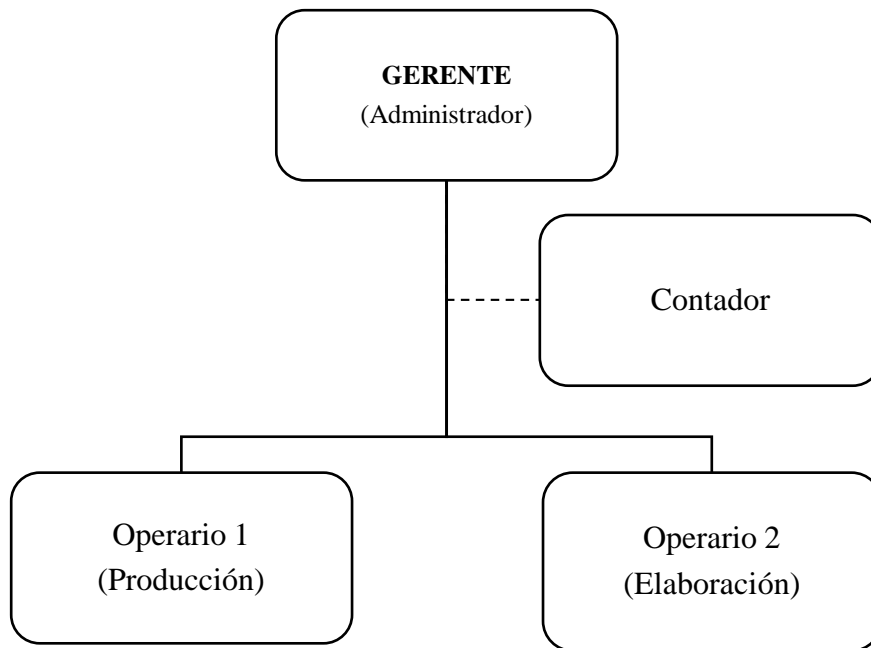 GERENTE
(Administrador)
Contador
Operario 1
(Producción)
Operario 2
(Elaboración)